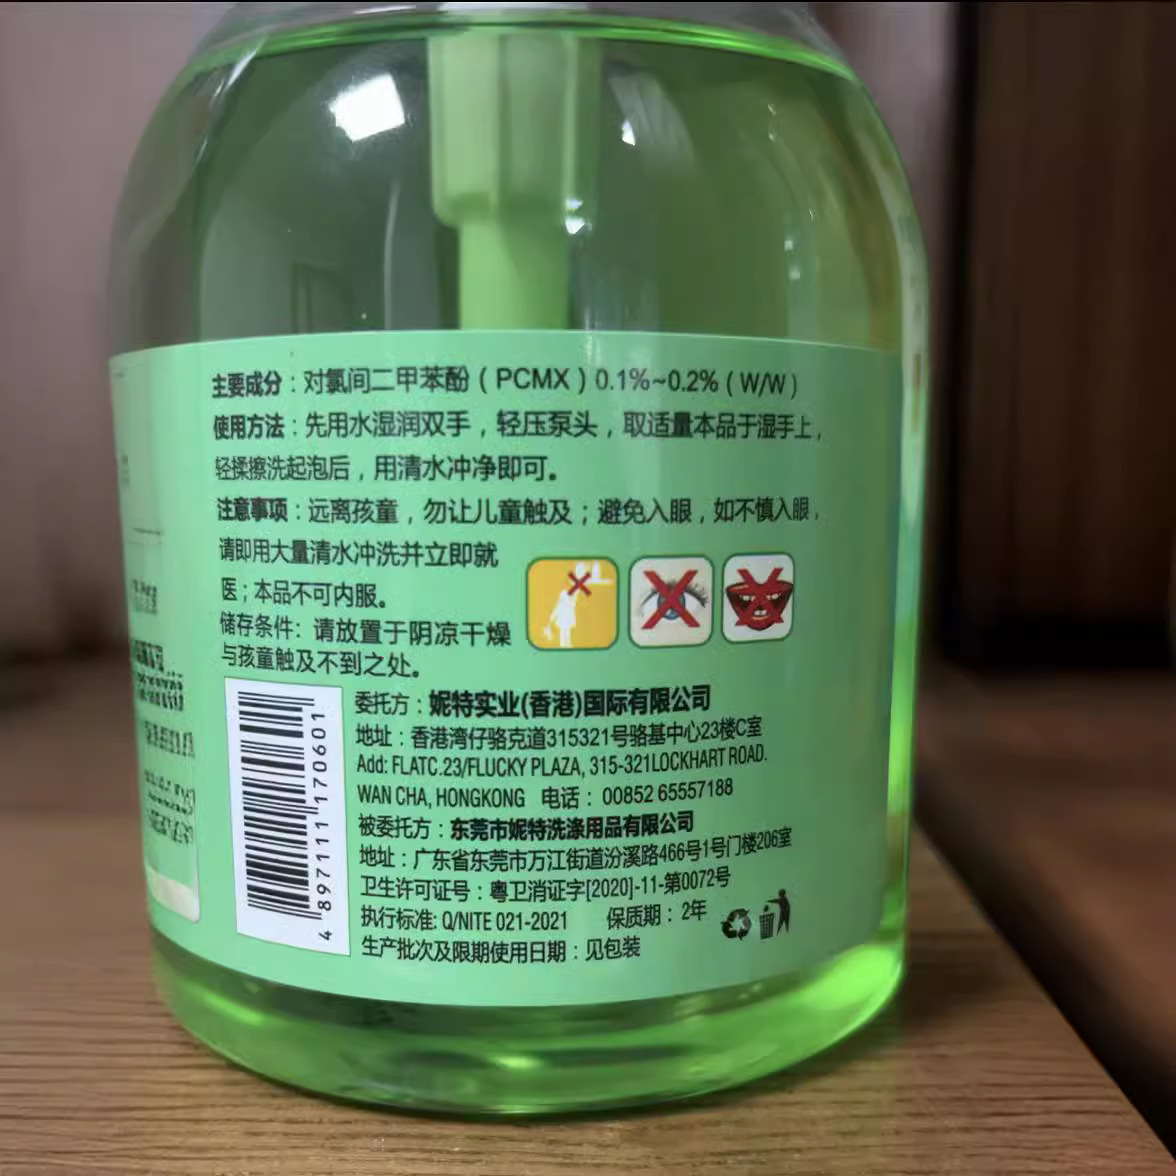 主要成分：对氯间二甲苯酚（PCMX）0.1%~0.2%（W/W）
使用方法：先用水湿润双手，轻压泵头，取适量本品于湿手上，
轻揉擦洗起泡后，用清水冲净即可。
注意事项：远离孩童，勿让儿童触及；避免入眼，如不慎入眼，
请即用大量清水冲洗并立即就
医；本品不可内服。
储存条件：请放置于阴凉干燥
与孩童触及不到之处。
委托方：妮特实业(香港)国际有限公司
地址：香港湾仔骆克道315321号骆基中心23楼C室
Add: FLATC.23/FLUCKY PLAZA, 315-321LOCKHART ROAD.
WAN CHA, HONGKONG 电话：00852 65557188
被委托方：东莞市妮特洗涤用品有限公司
地址：广东省东莞市万江街道汾溪路466号1号门楼206室
卫生许可证号：粤卫消证字[2020]-11-第0072号
执行标准: Q/NITE 021-2021 保质期：2年
生产批次及限期使用日期：见包装
4 897111 170601